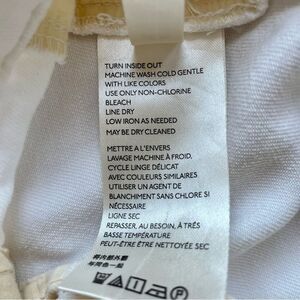 TURN INSIDE OUT
MACHINE WASH COLD GENTLE
WITH LIKE COLORS
USE ONLY NON-CHLORINE
BLEACH
LINE DRY
LOW IRON AS NEEDED
MAY BE DRY CLEANED
METTRE A L'ENVERS
LAVAGE MACHINE À FROID,
CYCLE LINGE DÉLICAT
AVEC COULEURS SIMILAIRES
UTILISER UN AGENT DE
BLANCHIMENT SANS CHLORE SI
NÉCESSAIRE
LIGNE SEC
REPASSER, AU BESOIN, À TRÈS
BASSE TEMPÉRATURE
PEUT-ÊTRE ÊTRE NETTOYÉE SEC